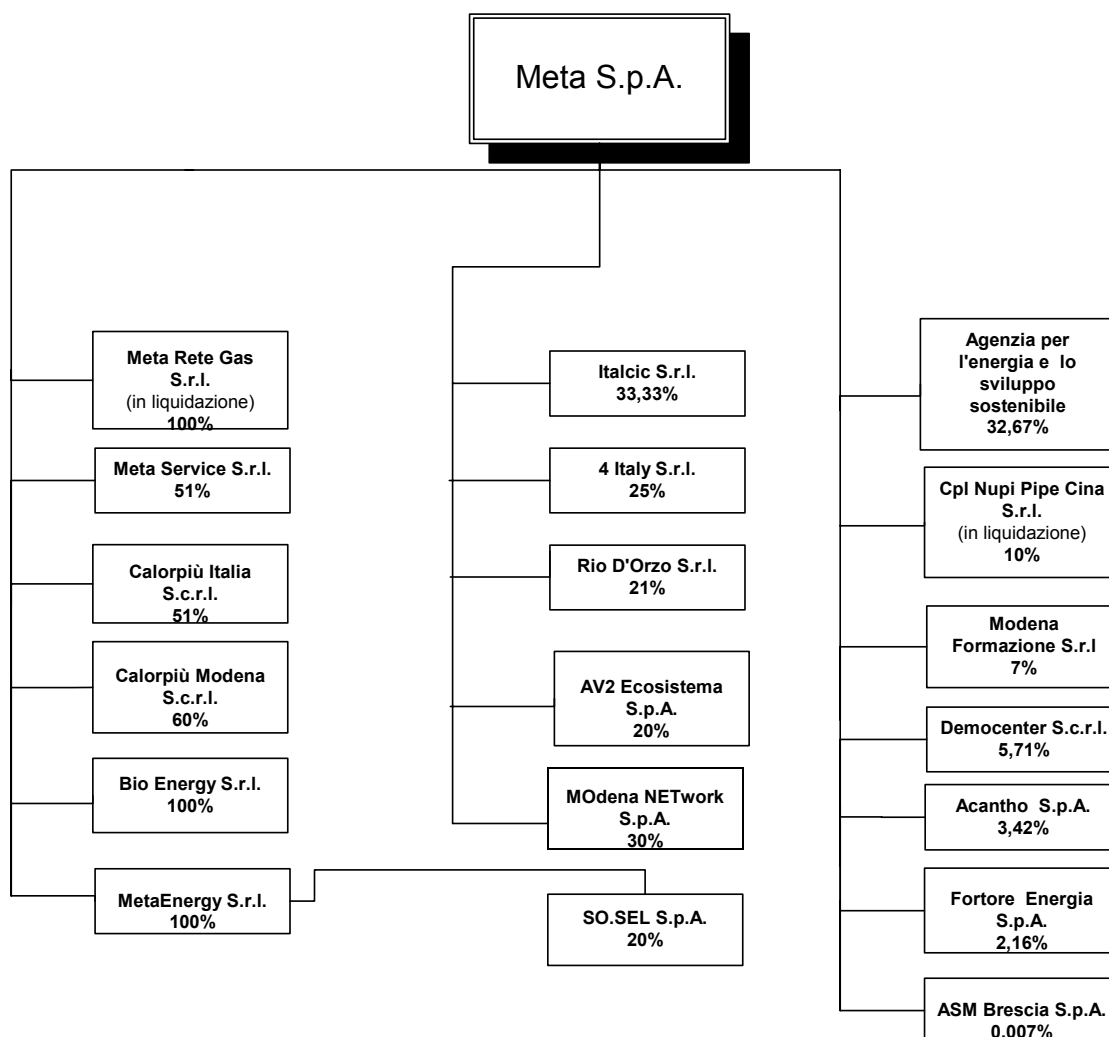 Meta S.p.A.
Meta Rete Gas
S.r.l.
(in liquidazione)
100%
Meta Service S.r.l.
51%
Calorpiù Italia
S.c.r.l.
51%
Calorpiù Modena
S.c.r.l.
60%
Bio Energy S.r.l.
100%
MetaEnergy S.r.l.
100%
Italcic S.r.l.
33,33%
4 Italy S.r.l.
25%
Rio D'Orzo S.r.l.
21%
AV2 Ecosistema
S.p.A.
20%
MOdena NETwork
S.p.A.
30%
SO.SEL S.p.A.
20%
Agenzia per
l'energia e lo
sviluppo
sostenibile
32,67%
Cpl Nupi Pipe Cina
S.r.l.
(in liquidazione)
10%
Modena
Formazione S.r.l
7%
Democenter S.c.r.l.
5,71%
Acantho S.p.A.
3,42%
Fortore Energia
S.p.A.
2,16%
ASM Brescia S.p.A.
0,007%